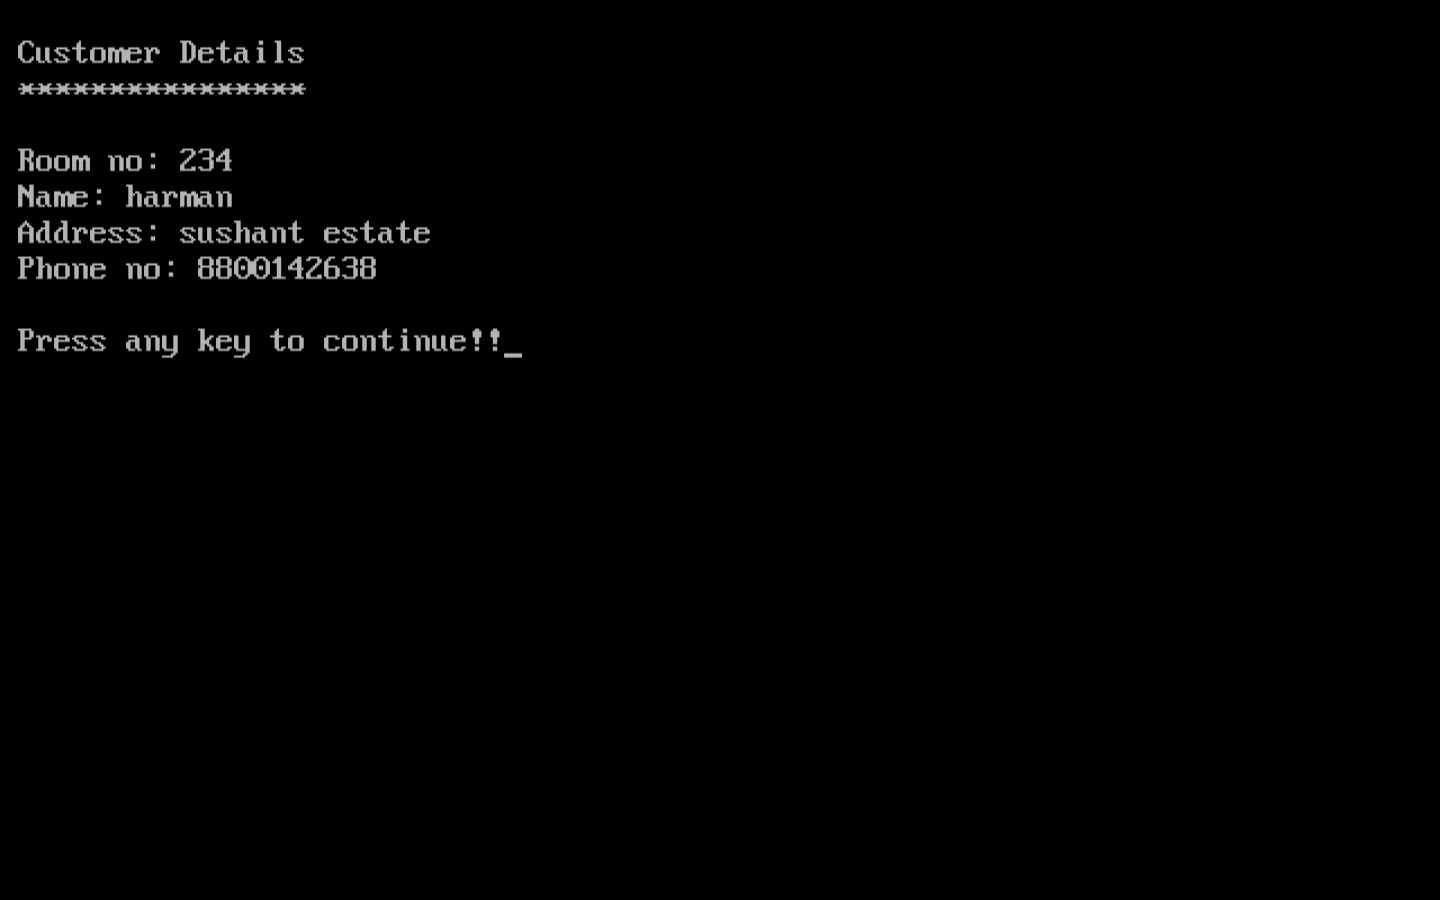 Customer Details
****************
Room no: 234
Name: harman
Address: sushant estate
Phone no: 8800142638
Press any key to continue!!_